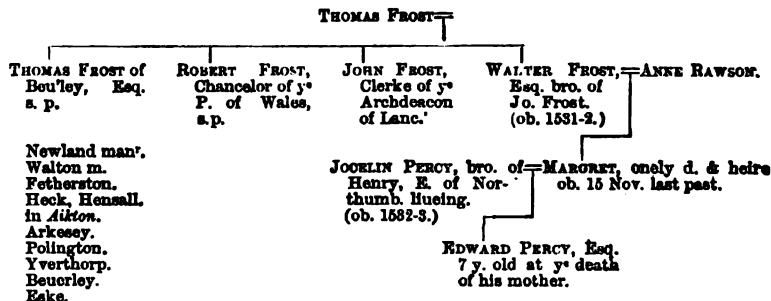 THOMAS FROST
THOMAS FROST of
Beu'ley, Esq.
s. p.
ROBERT FROST,
Chancelor of yᵉ
P. of Wales,
s.p.
JOHN FROST,
Clerke of yᵉ
Archdeacon
of Lanc.'
WALTER FROST,
Esq. bro. of
Jo. Frost.
(ob. 1531-2.)
ANNE RAWSON.
Newland manʳ.
Walton m.
Fetherston.
Heck, Hensall.
in Aikton.
Arkesey.
Polington.
Yverthorp.
Beuerley.
Eske.
JOCELIN PERCY, bro. of
Henry, E. of Nor-
thumb. liueing.
(ob. 1532-3.)
MARGRET, onely d. & heire
ob. 15 Nov. last past.
EDWARD PERCY, Esq.
7 y. old at yᵉ death
of his mother.